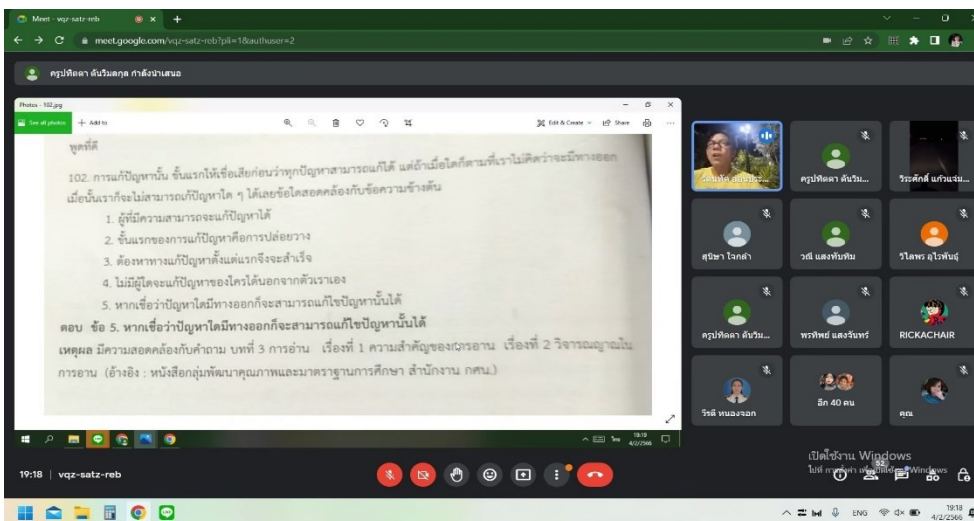 Meet - vqz-satz-reb
meet.google.com/vqz-satz-reb?pli=1&authuser=2
ครูปทิตตา ตันวิมลกุล กำลังนำเสนอ
Photos - 102.jpg
See all photos
Add to
Edit & Create
Share
พูดที่ดี
102. การแก้ปัญหานั้น ขั้นแรกให้เชื่อเสียก่อนว่าทุกปัญหาสามารถแก้ได้ แต่ถ้าเมื่อใดก็ตามที่เราไม่คิดว่าจะมีทางออก
เมื่อนั้นเราก็จะไม่สามารถแก้ปัญหาใด ๆ ได้เลยข้อใดสอดคล้องกับข้อความข้างต้น
1. ผู้ที่มีความสามารถจะแก้ปัญหาได้
2. ขั้นแรกของการแก้ปัญหาคือการปล่อยวาง
3. ต้องหาทางแก้ปัญหาตั้งแต่แรกจึงจะสำเร็จ
4. ไม่มีผู้ใดจะแก้ปัญหาของใครได้นอกจากตัวเราเอง
5. หากเชื่อว่าปัญหาใดมีทางออกก็จะสามารถแก้ไขปัญหานั้นได้
ตอบ ข้อ 5. หากเชื่อว่าปัญหาใดมีทางออกก็จะสามารถแก้ไขปัญหานั้นได้
เหตุผล มีความสอดคล้องกับคำถาม บทที่ 3 การอ่าน เรื่องที่ 1 ความสำคัญของการอาน เรื่องที่ 2 วิจารณญาณใน
การอาน (อ้างอิง : หนังสือกลุ่มพัฒนาคุณภาพและมาตราฐานการศึกษา สำนักงาน กศน.)
19:19
4/2/2566
ครูปทิตตา ตันวิม...
วีระศักดิ์ แก้วแจ่ม...
สุนิษา ใจกล้า
วณี แสงทับทิม
วิไลพร อุไรพันธุ์
ครูปทิตตา ตันวิม...
พรทิพย์ แสงจันทร์
RICKACHAIR
วิรติ หนองจอก
อีก 40 คน
คุณ
เปิดใช้งาน Windows
52
19:18 | vqz-satz-reb
ENG
19:18
4/2/2566